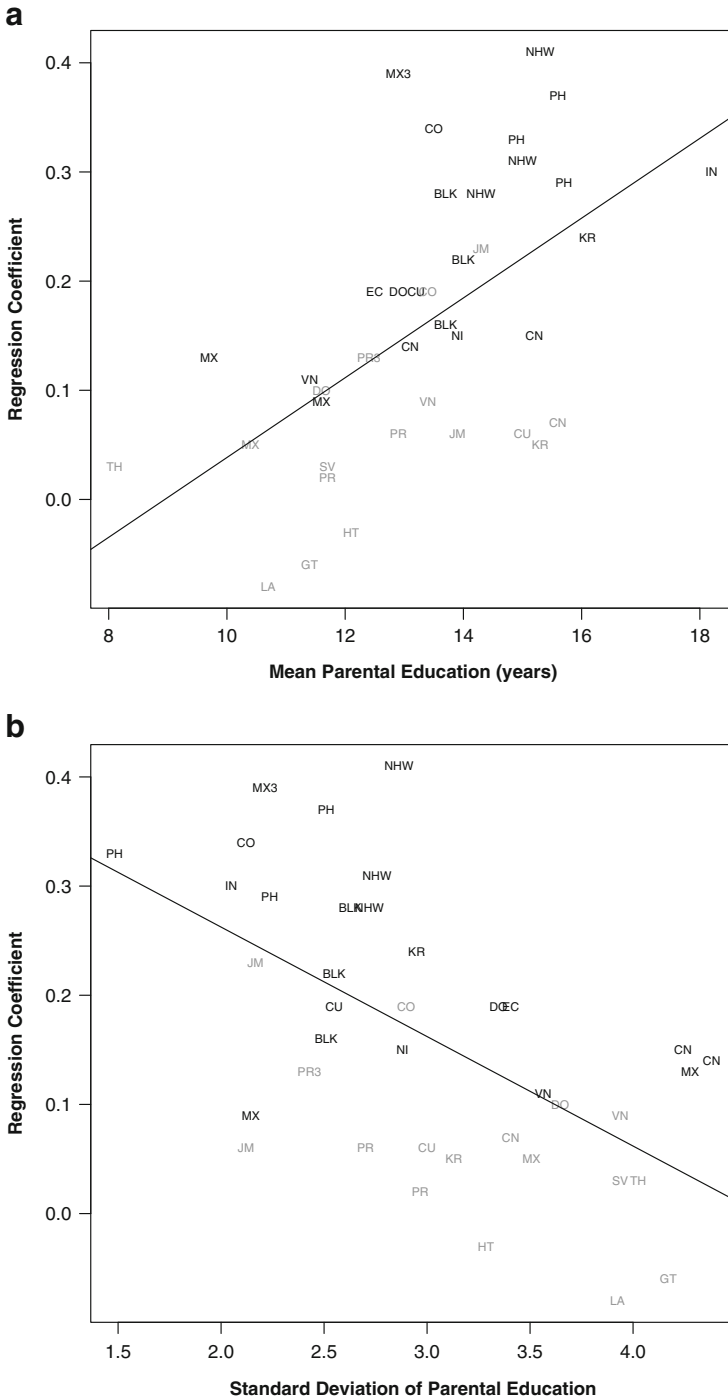 a
0.4
0.3
0.2
0.1
0.0
Regression Coefficient
NHW
MX3
PH
CO
PH
NHW
IN
PH
BLK NHW
KR
JM
BLK
EC DO CU CO
BLK
NI CN
CN
MX
PR3
VN
DO
MX
VN
CN
PR JM CU
KR
MX
TH SV
PR
HT
GT
LA
8 10 12 14 16 18
Mean Parental Education (years)
b
0.4
0.3
0.2
0.1
0.0
Regression Coefficient
NHW
MX3
PH
CO
PH
NHW
IN
PH
BLK NHW
KR
JM
BLK
CU CO DO EC
BLK
NI CN
CN
PR3 MX
VN
DO
MX VN
CN
JM PR CU
KR MX
SV TH
PR
HT
GT
LA
1.5 2.0 2.5 3.0 3.5 4.0
Standard Deviation of Parental Education